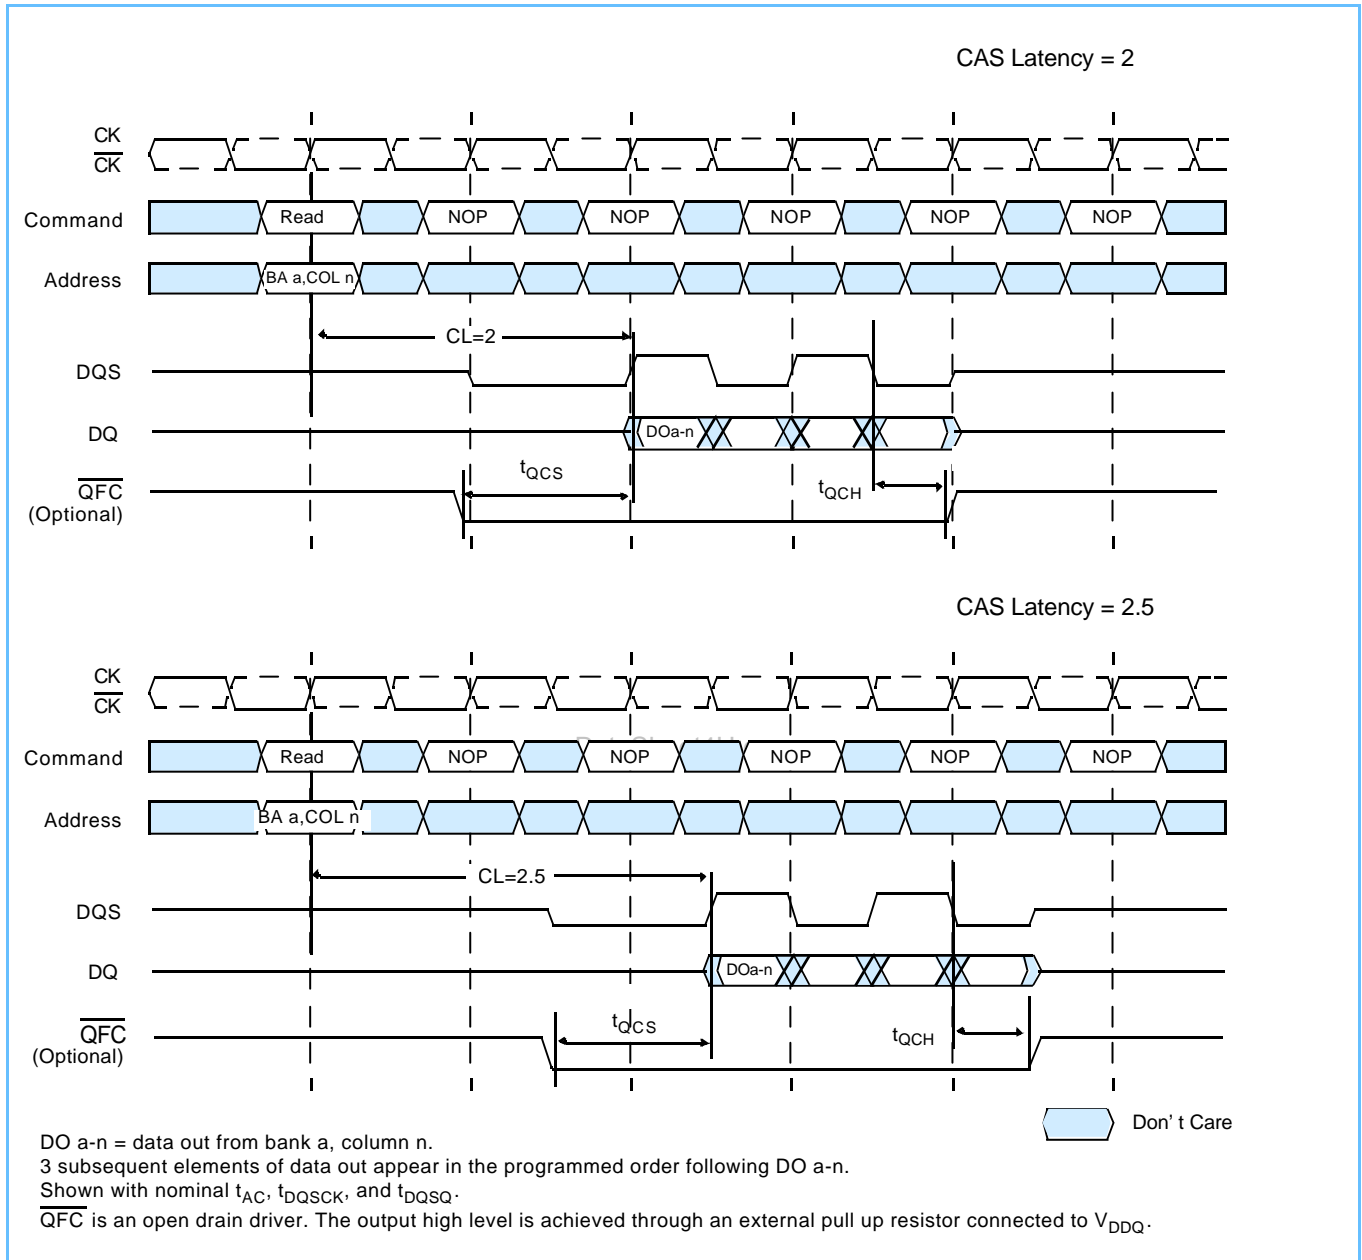 CAS Latency = 2
CK
CK
Command Read NOP NOP NOP NOP NOP
Address BA a,COL n
CL=2
DQS
DQ DOa-n
tQCS
tQCH
QFC
(Optional)
CAS Latency = 2.5
CK
CK
Command Read NOP NOP NOP NOP NOP
Address BA a,COL n
CL=2.5
DQS
DQ DOa-n
tQCS
tQCH
QFC
(Optional)
Don' t Care
DO a-n = data out from bank a, column n.
3 subsequent elements of data out appear in the programmed order following DO a-n.
Shown with nominal tAC, tDQSCK, and tDQSQ.
QFC is an open drain driver. The output high level is achieved through an external pull up resistor connected to VDDQ.